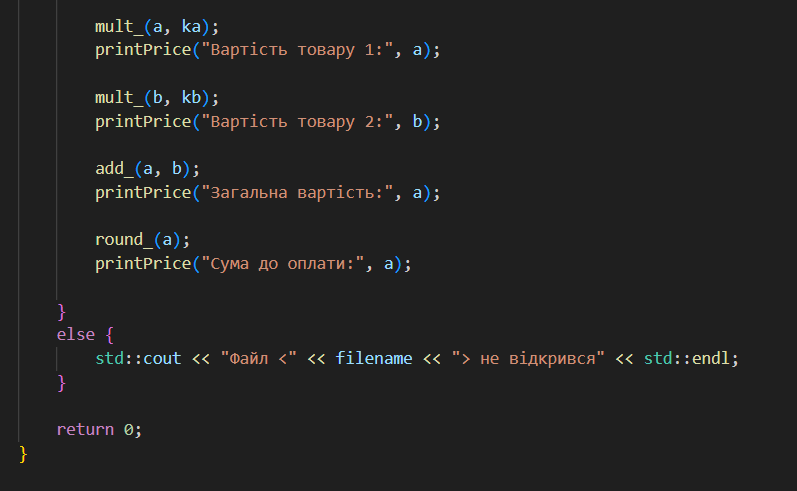 mult_(a, ka);
printPrice("Вартість товару 1:", a);
mult_(b, kb);
printPrice("Вартість товару 2:", b);
add_(a, b);
printPrice("Загальна вартість:", a);
round_(a);
printPrice("Сума до оплати:", a);
}
else {
std::cout << "Файл <" << filename << "> не відкрився" << std::endl;
}
return 0;
}